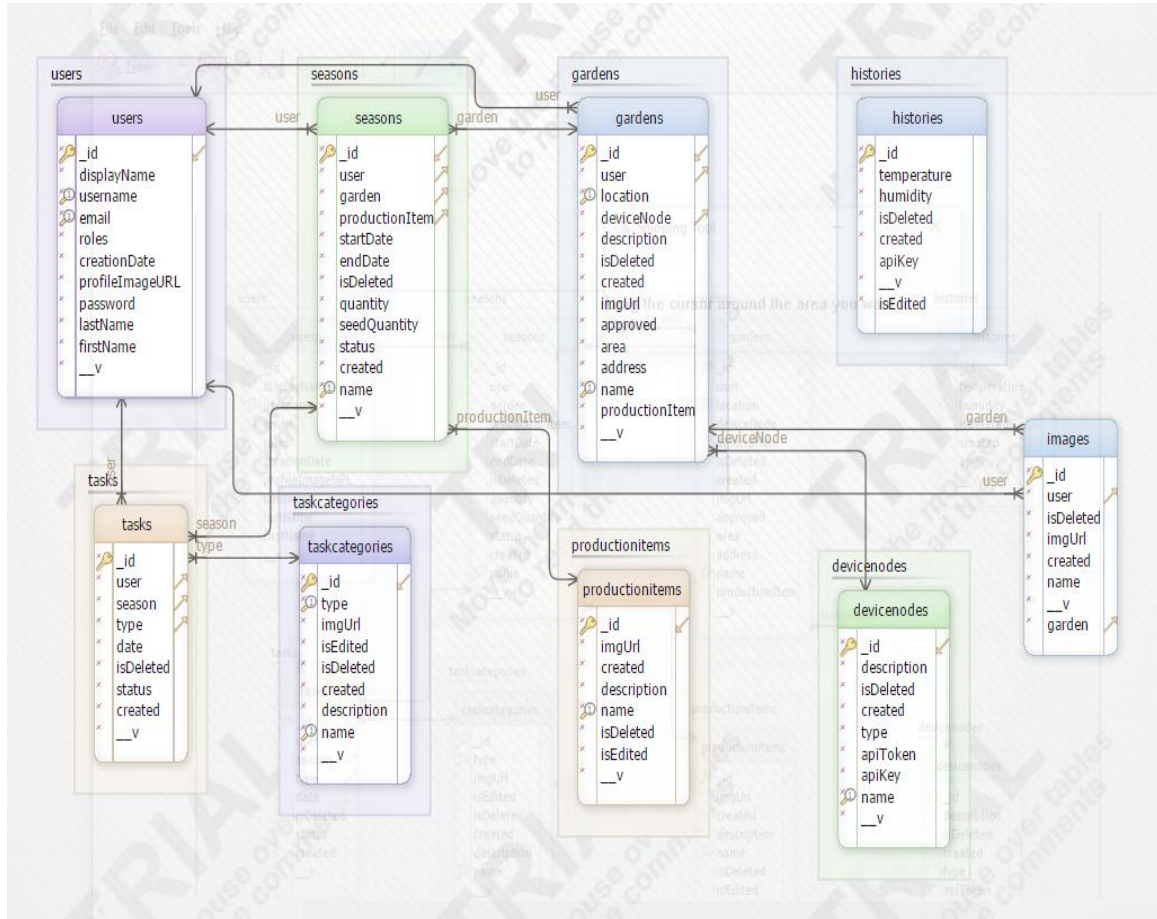 File Edit Tools Help
New
TRIAL
users
users
_id
displayName
username
email
roles
creationDate
profileImageURL
password
lastName
firstName
__v
seasons
seasons
_id
user
garden
productionItem
startDate
endDate
isDeleted
quantity
seedQuantity
status
created
name
__v
gardens
gardens
_id
user
location
deviceNode
description
isDeleted
created
imgUrl
approved
area
address
name
productionItem
__v
histories
histories
_id
temperature
humidity
isDeleted
created
apiKey
__v
isEdited
user
user
garden
productionItem
deviceNode
garden
user
user
season
type
images
_id
user
isDeleted
imgUrl
created
name
__v
garden
tasks
tasks
_id
user
season
type
date
isDeleted
status
created
__v
taskcategories
taskcategories
_id
type
imgUrl
isEdited
isDeleted
created
description
name
__v
productionitems
productionitems
_id
imgUrl
created
description
name
isDeleted
isEdited
__v
devicenodes
devicenodes
_id
description
isDeleted
created
type
apiToken
apiKey
name
__v